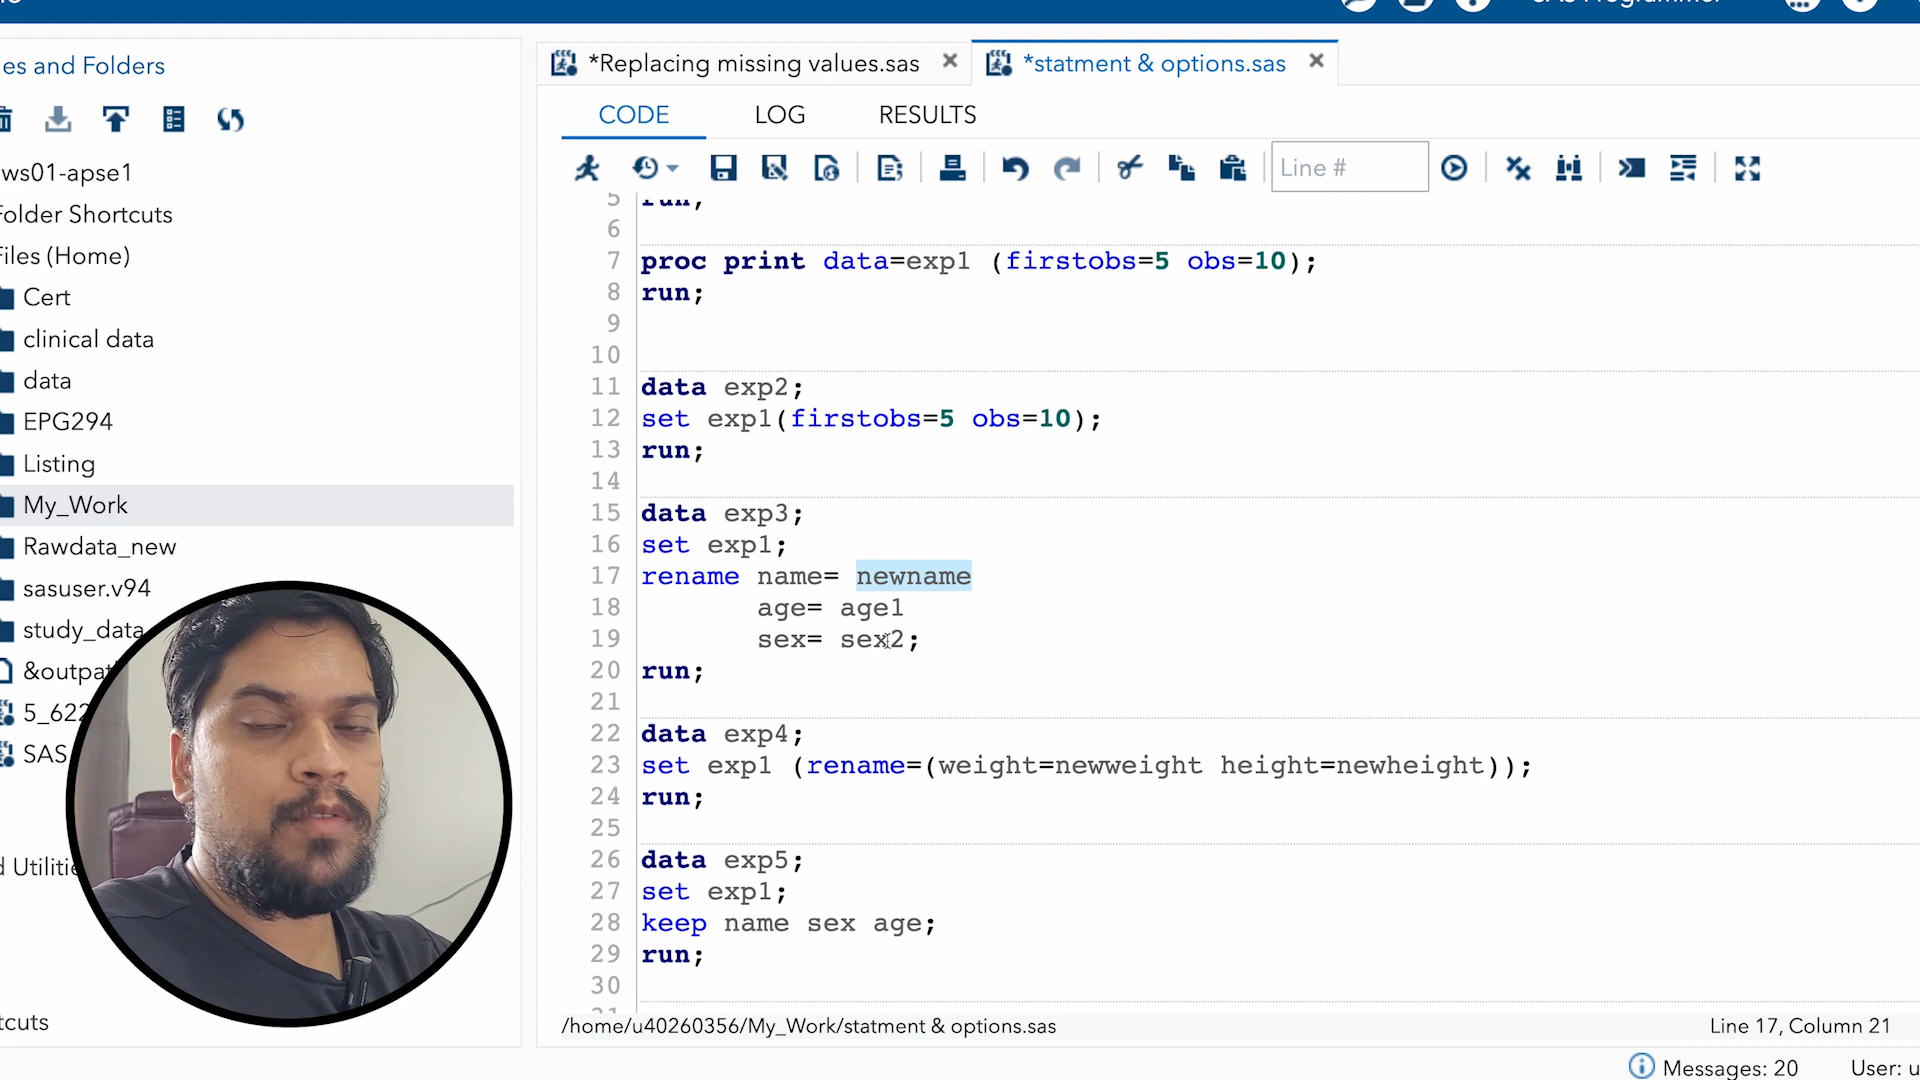 es and Folders
ws01-apse1
Folder Shortcuts
Files (Home)
Cert
clinical data
data
EPG294
Listing
My_Work
Rawdata_new
sasuser.v94
study_data
&outpat
5_622
SAS
d Utilitie
tcuts
*Replacing missing values.sas
*statment & options.sas
CODE LOG RESULTS
Line #
5 run;
6
7 proc print data=exp1 (firstobs=5 obs=10);
8 run;
9
10
11 data exp2;
12 set exp1(firstobs=5 obs=10);
13 run;
14
15 data exp3;
16 set exp1;
17 rename name= newname
18 age= age1
19 sex= sex2;
20 run;
21
22 data exp4;
23 set exp1 (rename=(weight=newweight height=newheight));
24 run;
25
26 data exp5;
27 set exp1;
28 keep name sex age;
29 run;
30
/home/u40260356/My_Work/statment & options.sas
Line 17, Column 21
Messages: 20
User: u